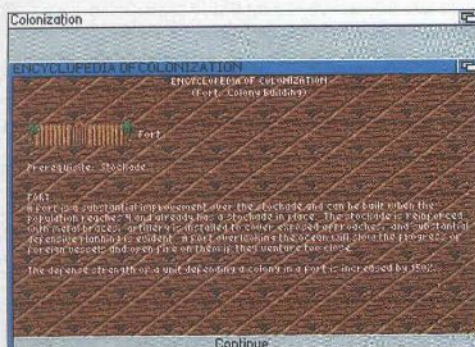 Colonization
ENCYCLOPEDIA OF COLONIZATION
ENCYCLOPEDIA OF COLONIZATION
(Fort, Colony Building)
Fort
Prerequisite: Stockade
FORT
A fort is a substantial improvement over the stockade and can be built when the
population reaches 4 and already has a stockade in place. The stockade is reinforced
with metal braces, artillery is installed to cover exposed approaches, and substantial
defensive planning is evident. A fort overlooking the ocean will slow the progress of
foreign vessels and open fire on them if they venture too close.
The defense strength of a unit defending a colony in a fort is increased by 150%.
Continue